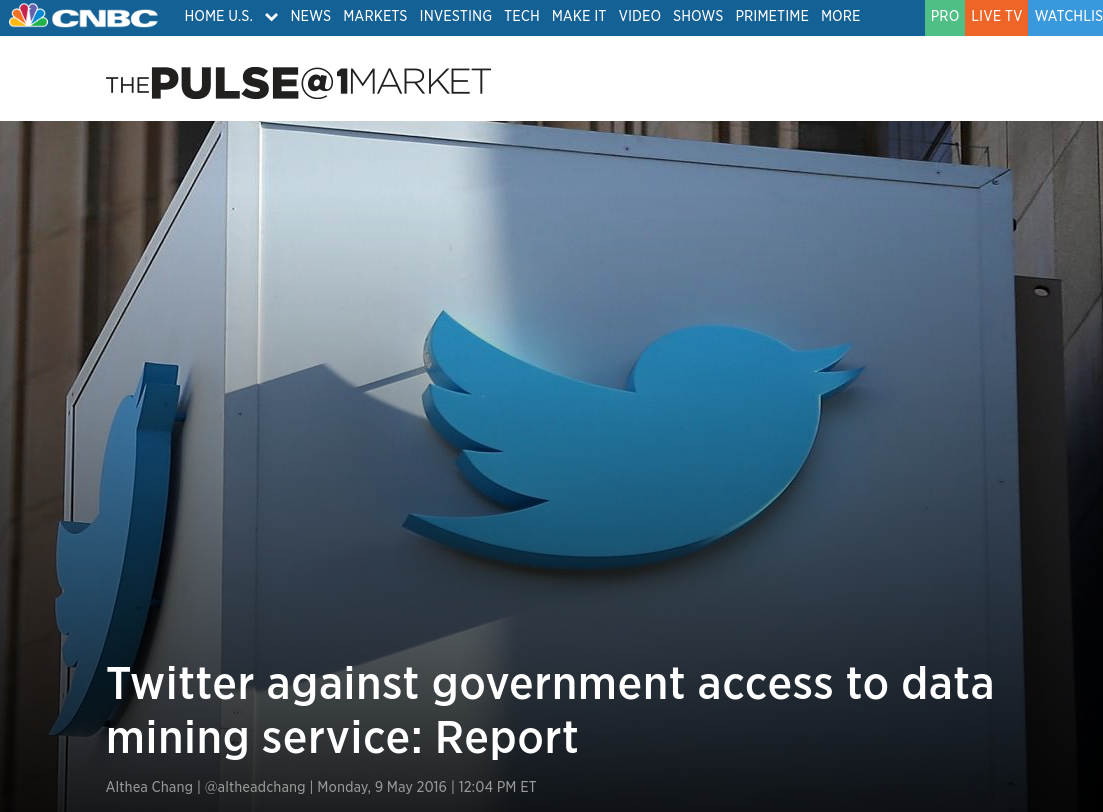 CNBC HOME U.S. NEWS MARKETS INVESTING TECH MAKE IT VIDEO SHOWS PRIMETIME MORE PRO LIVE TV WATCHLIS
THE PULSE@1MARKET
Twitter against government access to data
mining service: Report
Althea Chang | @altheadchang | Monday, 9 May 2016 | 12:04 PM ET